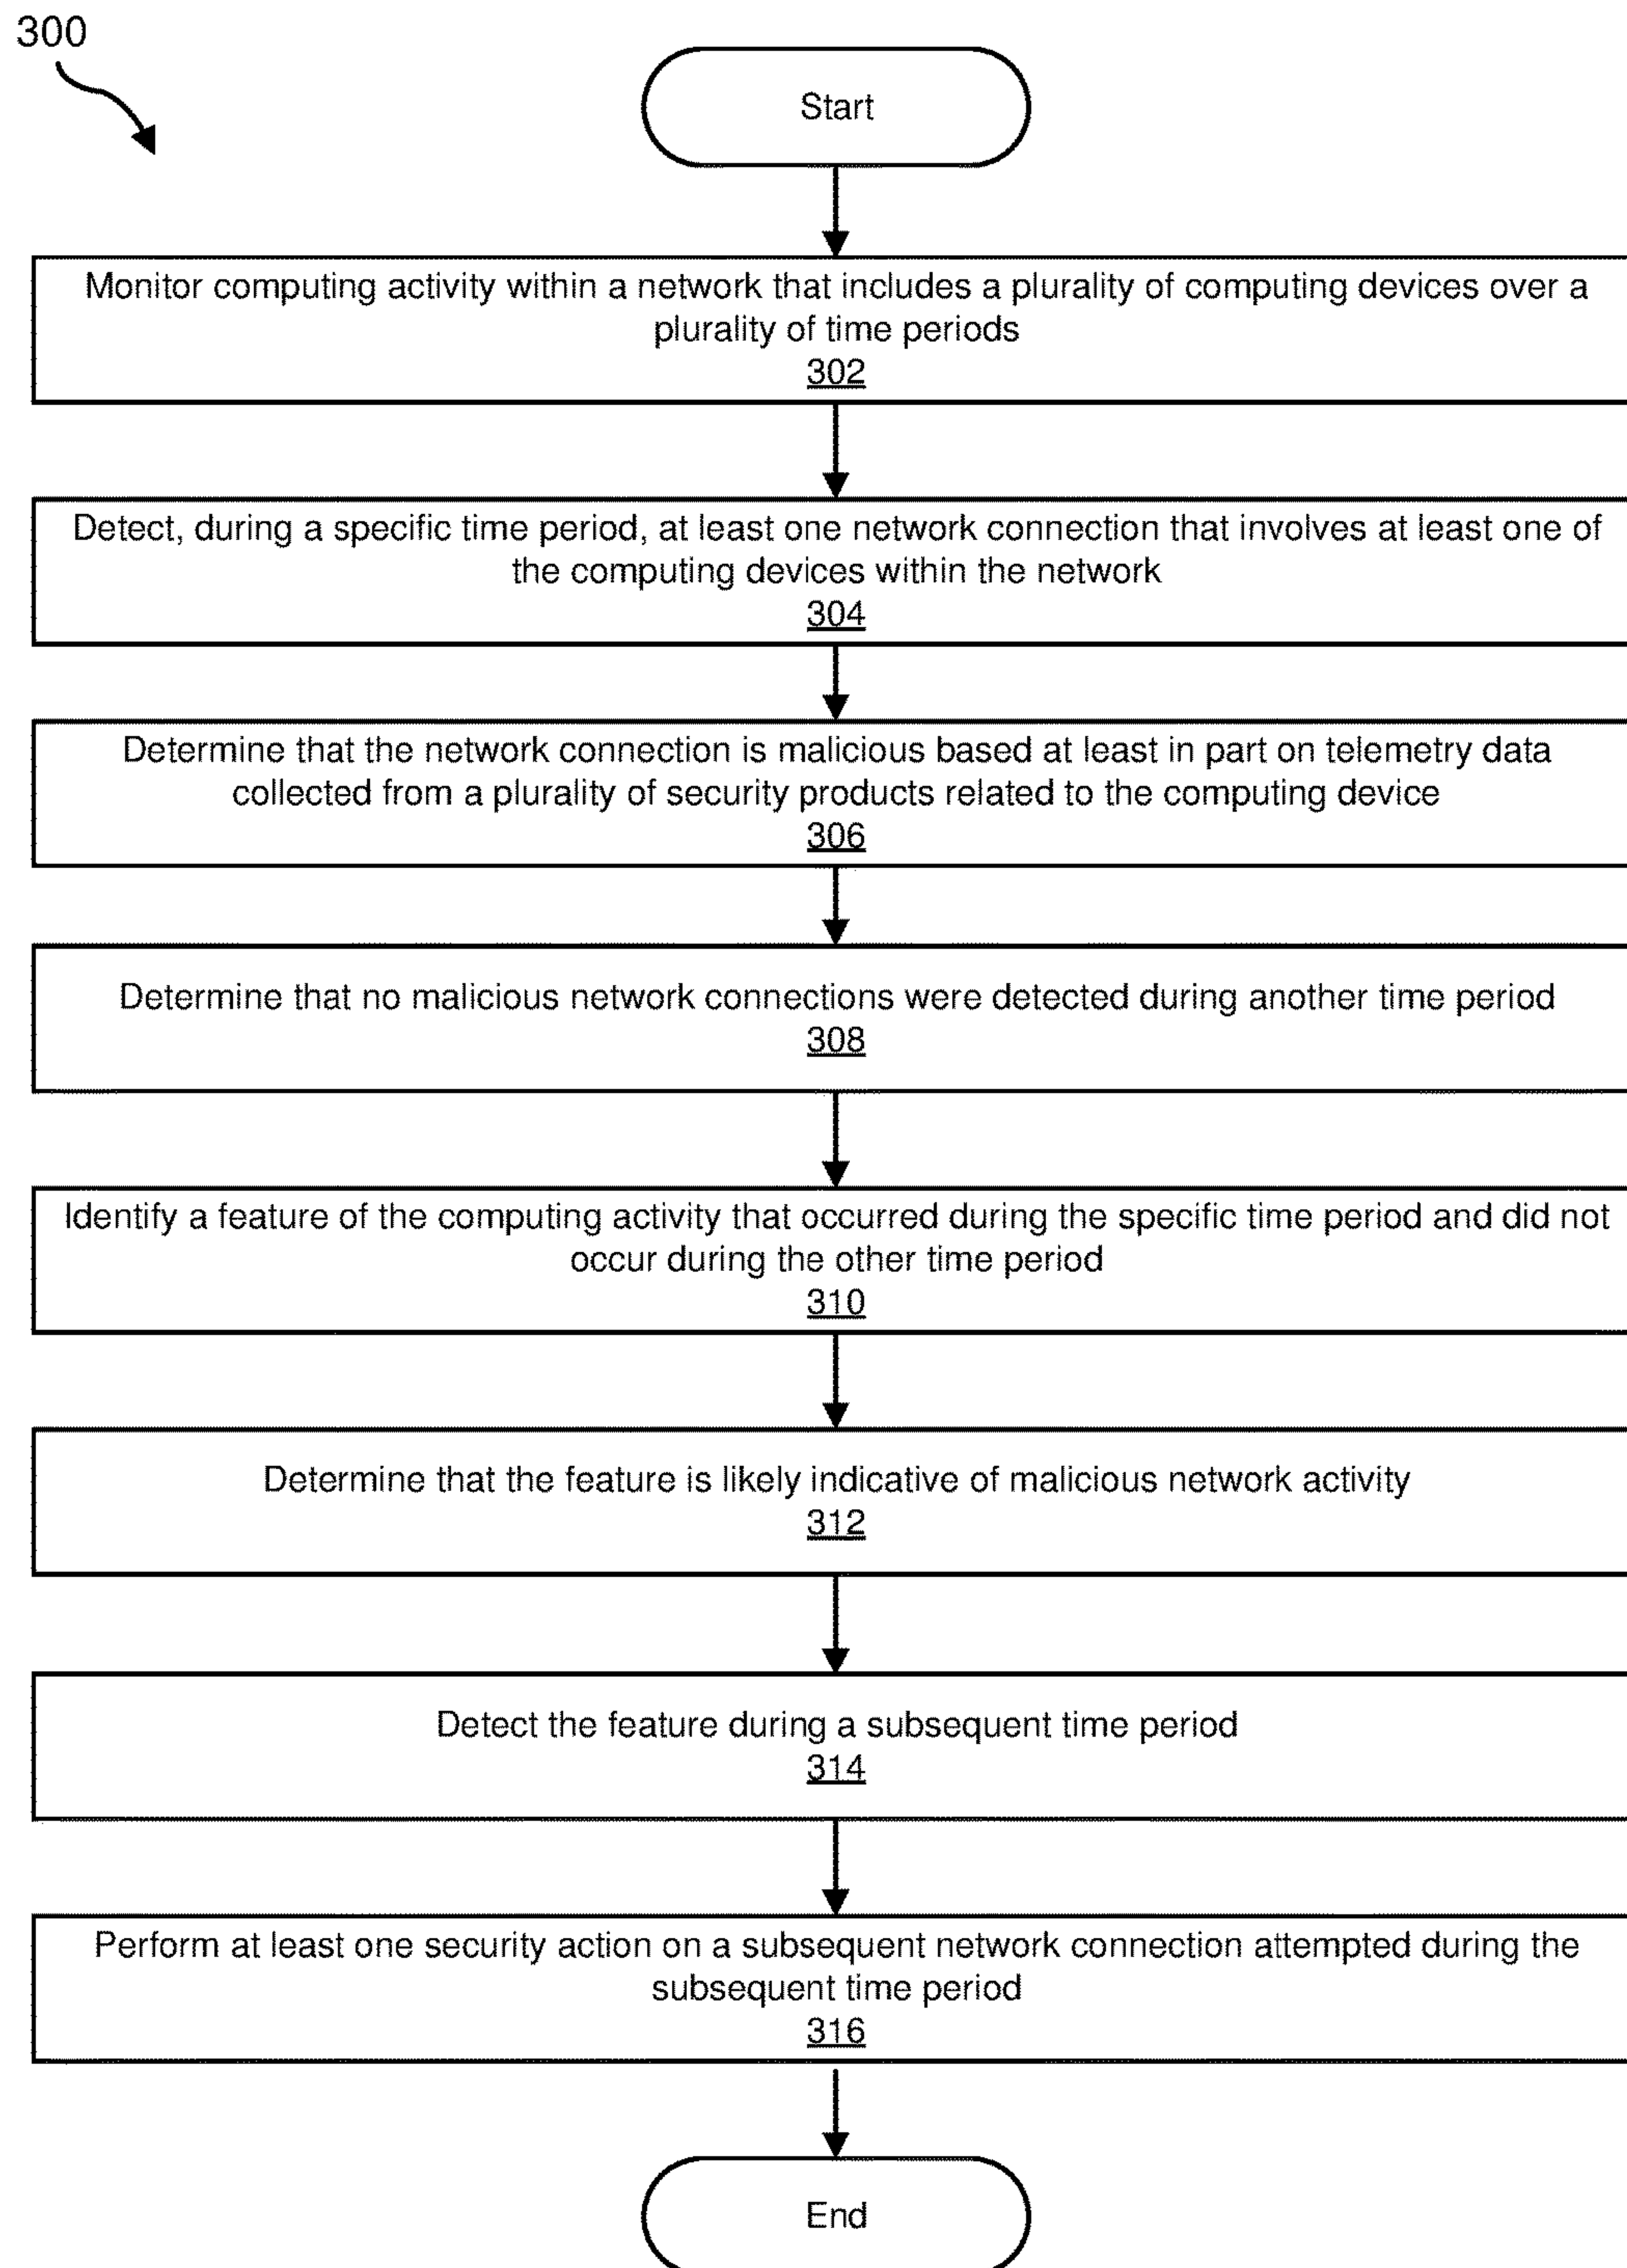 300
Start
Monitor computing activity within a network that includes a plurality of computing devices over a
plurality of time periods
302
Detect, during a specific time period, at least one network connection that involves at least one of
the computing devices within the network
304
Determine that the network connection is malicious based at least in part on telemetry data
collected from a plurality of security products related to the computing device
306
Determine that no malicious network connections were detected during another time period
308
Identify a feature of the computing activity that occurred during the specific time period and did not
occur during the other time period
310
Determine that the feature is likely indicative of malicious network activity
312
Detect the feature during a subsequent time period
314
Perform at least one security action on a subsequent network connection attempted during the
subsequent time period
316
End